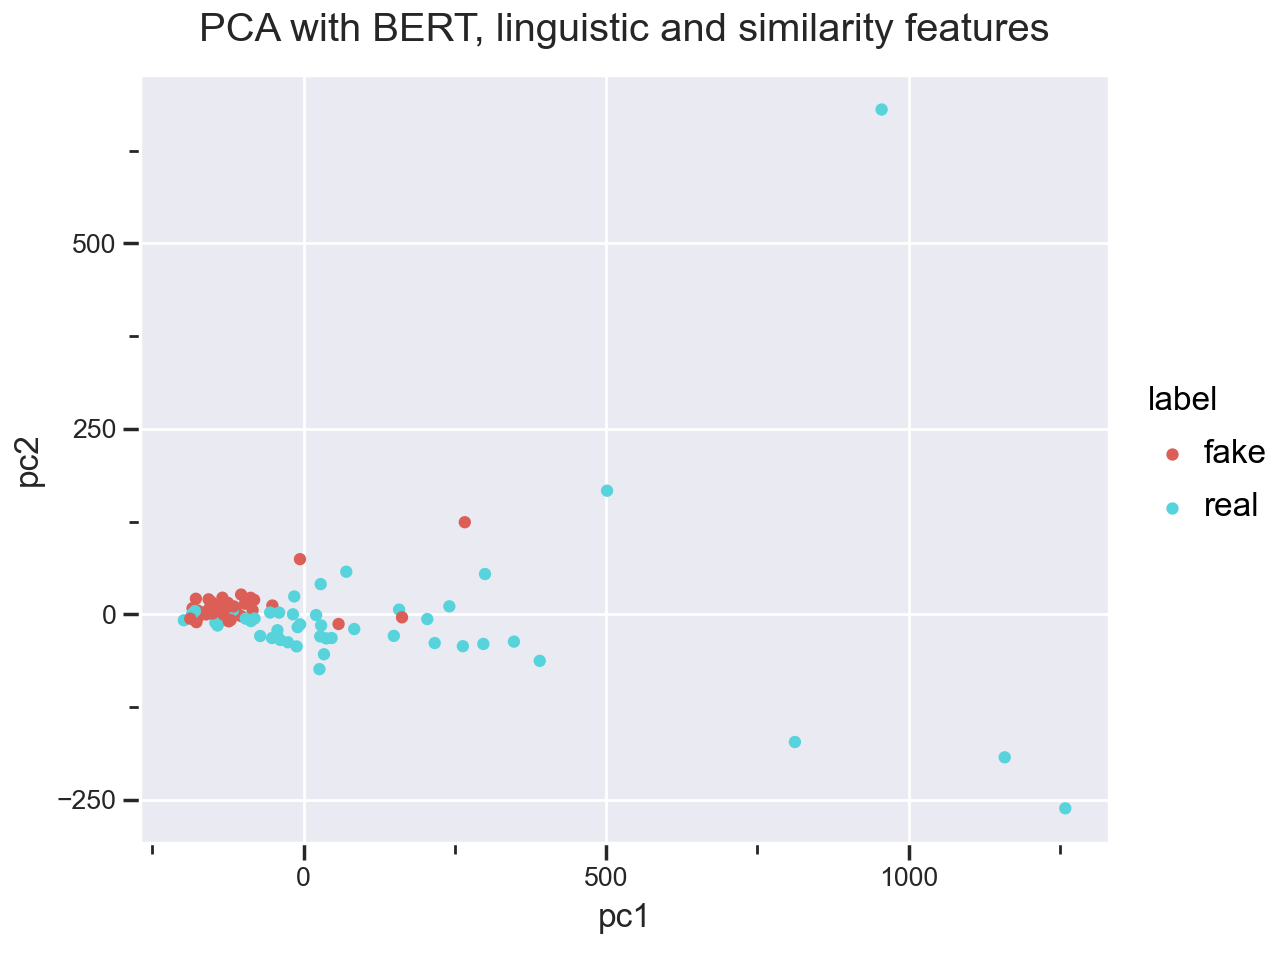 PCA with BERT, linguistic and similarity features
500
250
0
−250
pc2
0
500
1000
pc1
label
fake
real